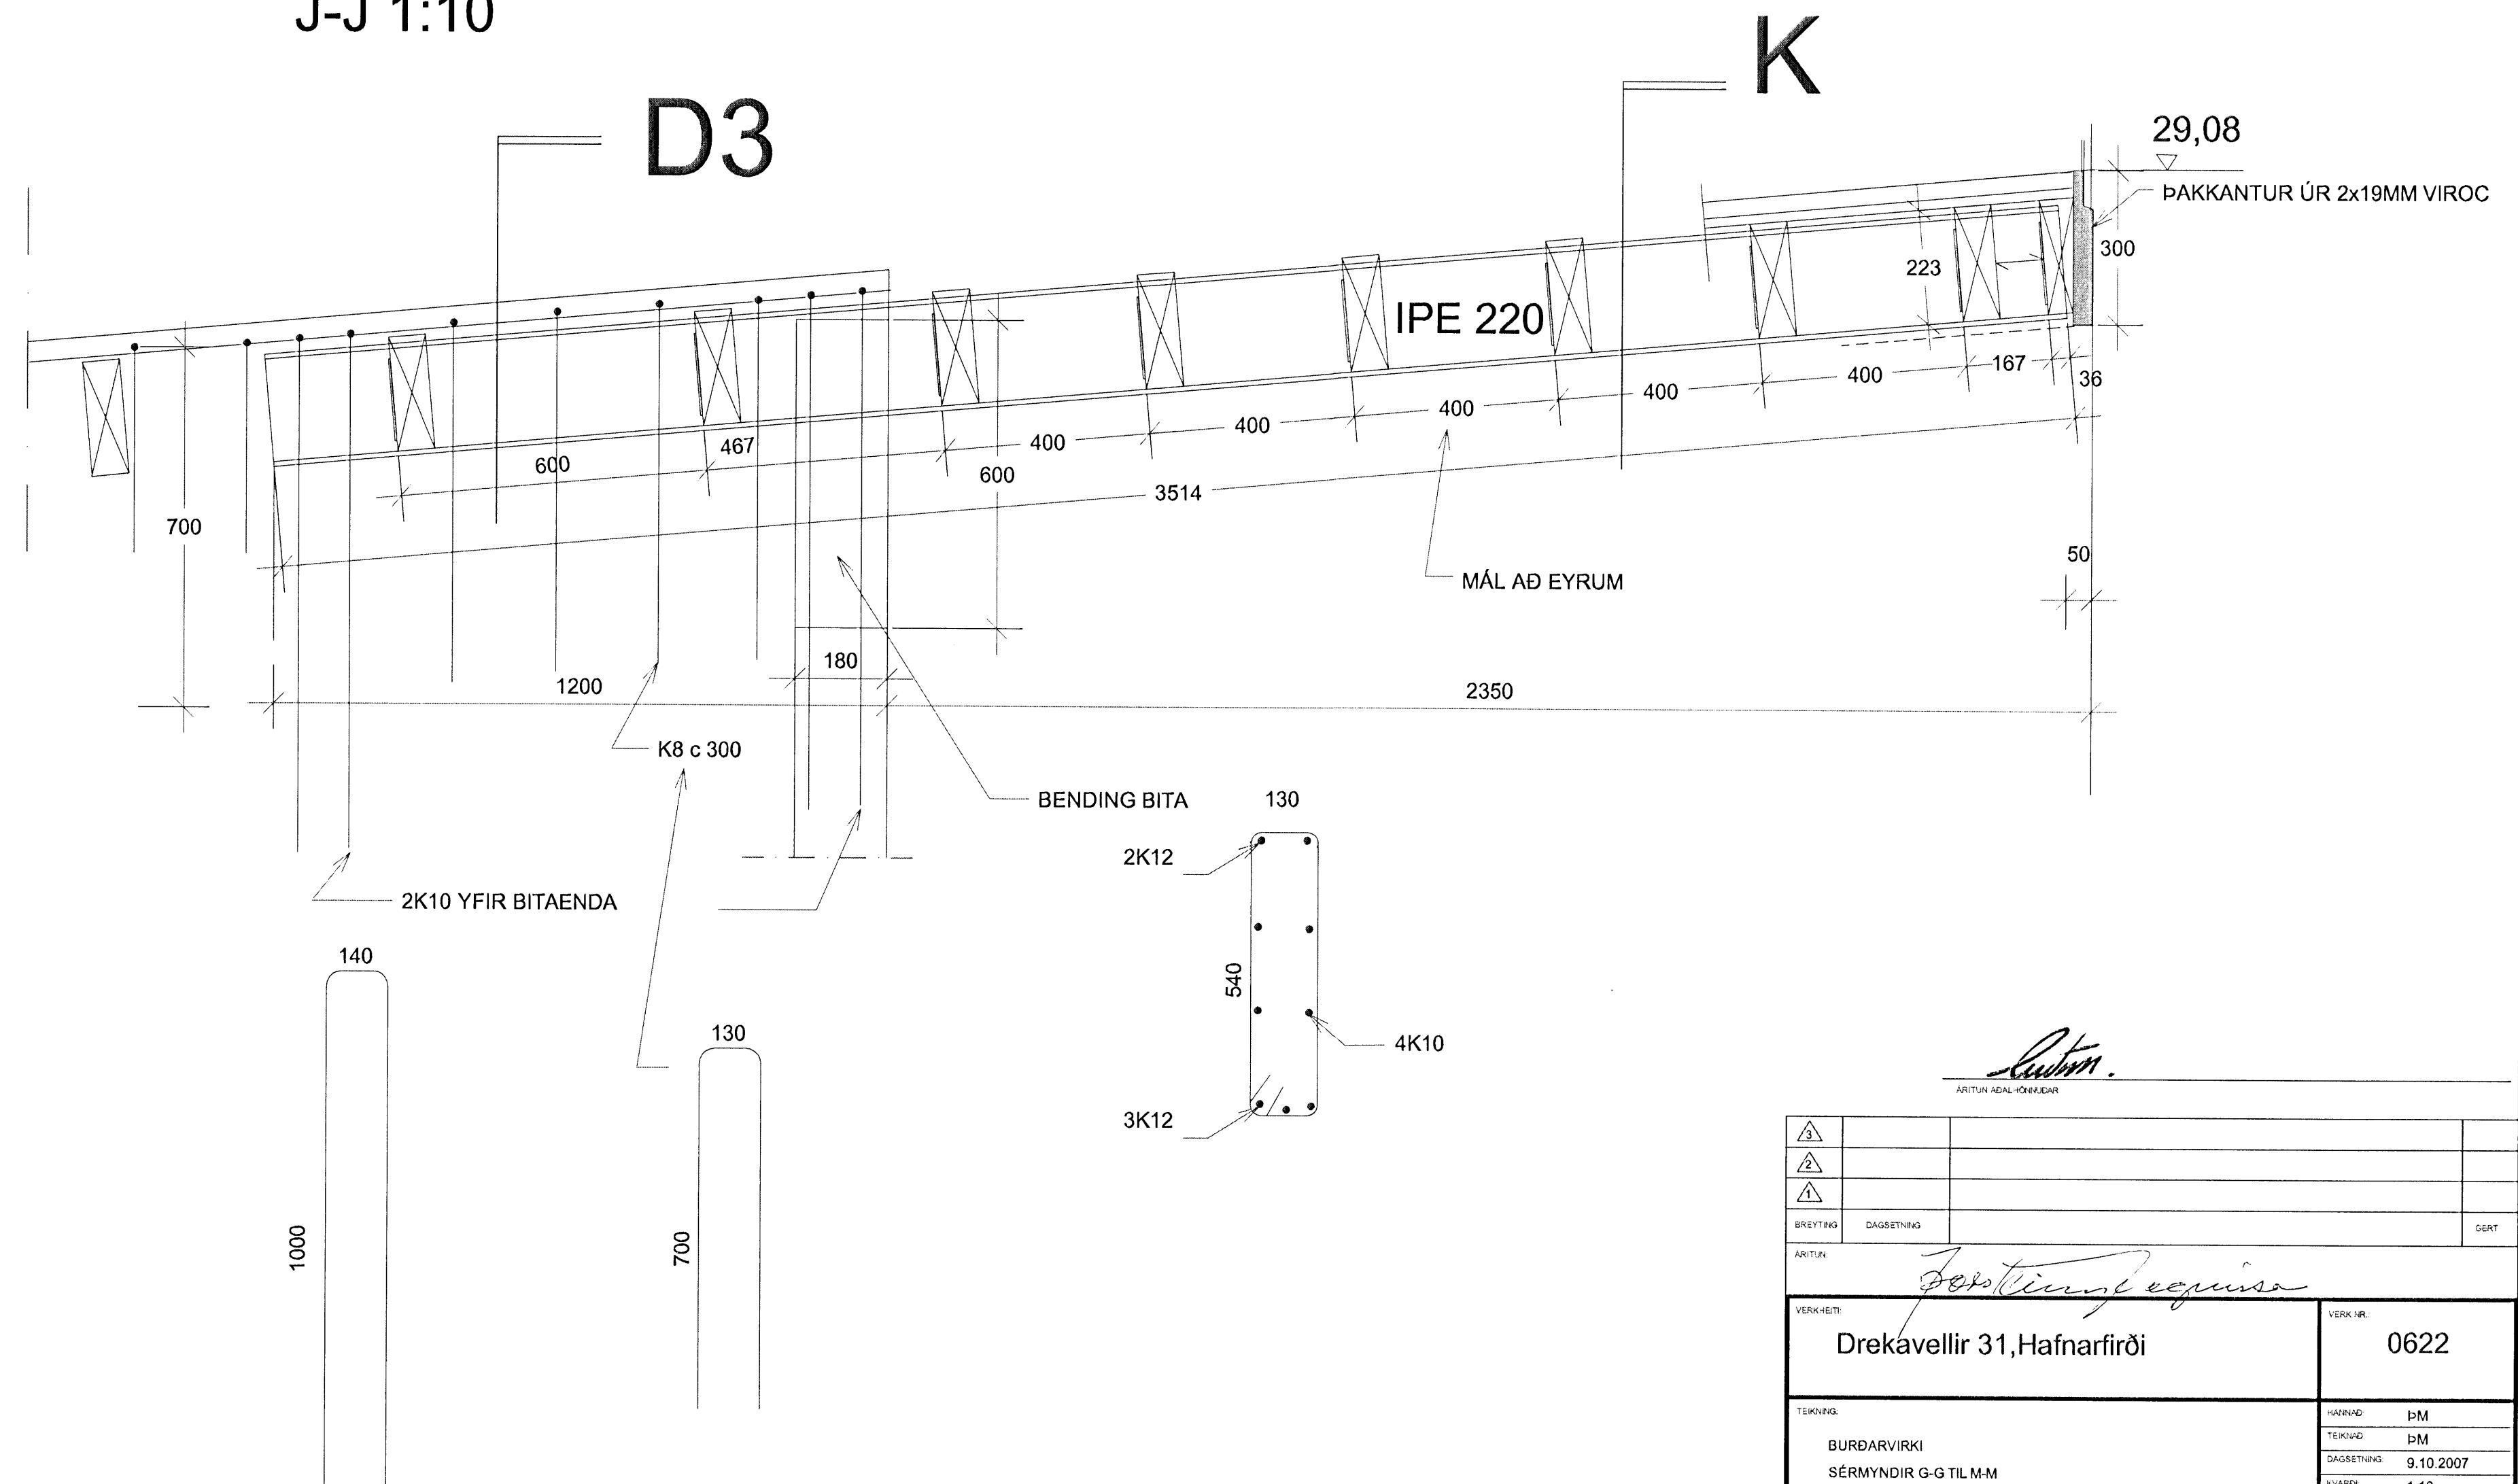 J-J 1:10
K
D3
29,08
ÞAKKANTUR ÚR 2x19MM VIROC
300
223
IPE 220
167
36
400
400
400
400
400
467
600
600
3514
700
MÁL AÐ EYRUM
50
180
1200
2350
K8 c 300
BENDING BITA
130
2K12
2K10 YFIR BITAENDA
140
540
130
4K10
3K12
1000
700
ÁRITUN AÐALHÖNNUÐAR
3
2
1
BREYTING
DAGSETNING
GERT
ÁRITUN:
VERKHEITI:
Drekavellir 31,Hafnarfirði
VERK NR.:
0622
TEIKNING:
BURÐARVIRKI
SÉRMYNDIR G-G TIL M-M
HANNAÐ: ÞM
TEIKNAÐ: ÞM
DAGSETNING: 9.10.2007